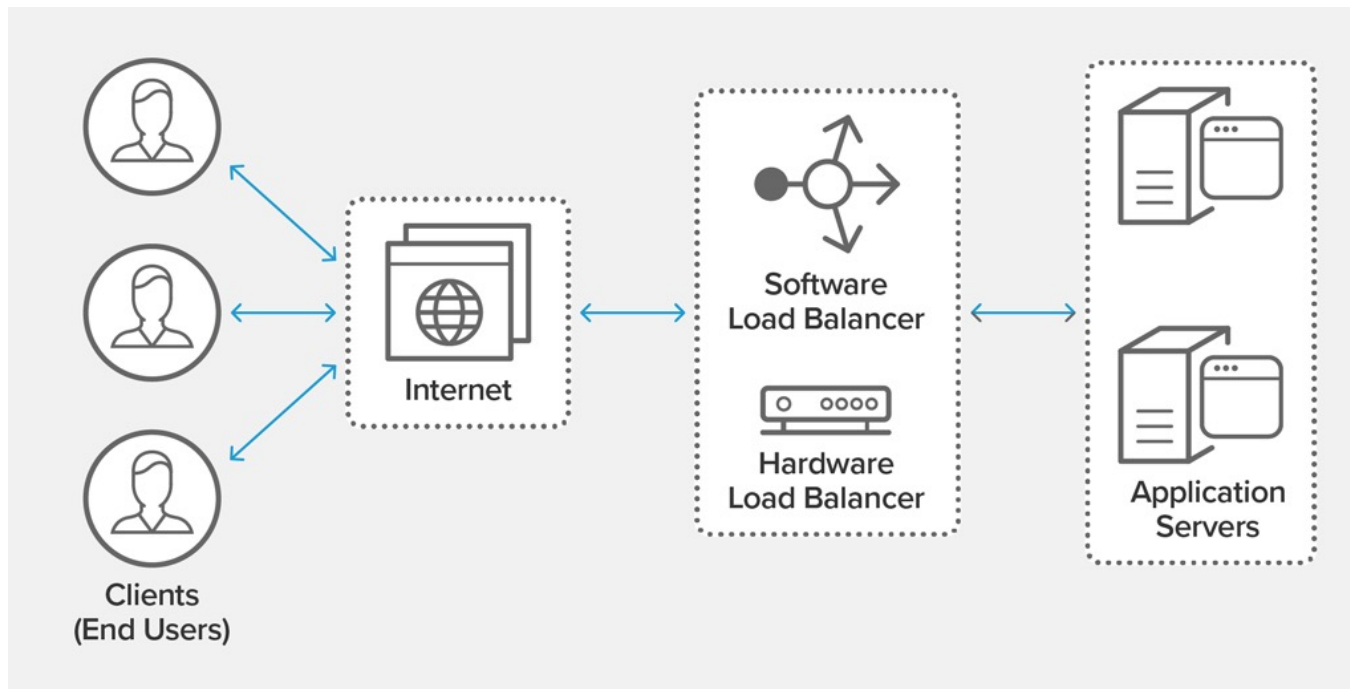 Clients
(End Users)
Internet
Software
Load Balancer
Hardware
Load Balancer
Application
Servers